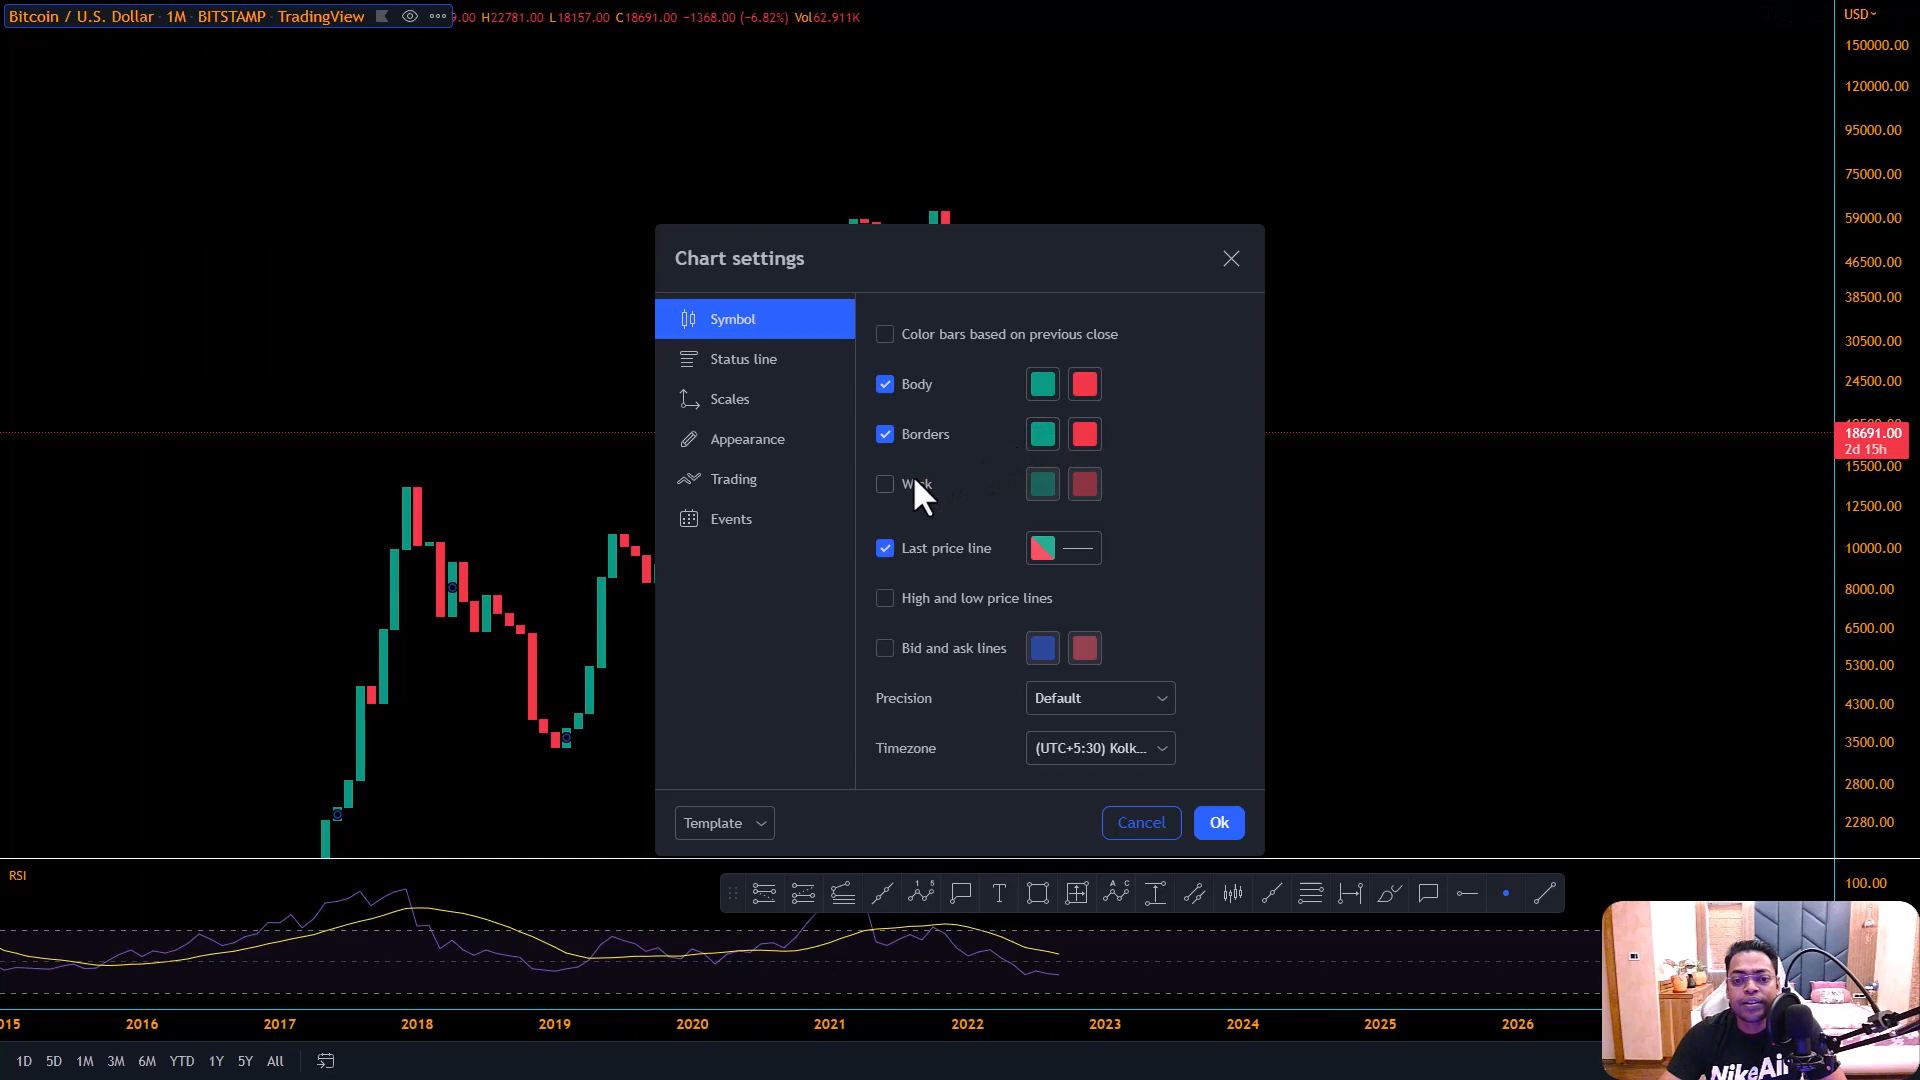 Bitcoin / U.S. Dollar · 1M · BITSTAMP · TradingView
9.00 H22781.00 L18157.00 C18691.00 −1368.00 (−6.82%) Vol62.911K
USD
150000.00
120000.00
95000.00
75000.00
59000.00
46500.00
38500.00
30500.00
24500.00
18691.00
2d 15h
15500.00
12500.00
10000.00
8000.00
6500.00
5300.00
4300.00
3500.00
2800.00
2280.00
100.00
Chart settings
Symbol
Status line
Scales
Appearance
Trading
Events
Color bars based on previous close
Body
Borders
Last price line
High and low price lines
Bid and ask lines
Precision
Default
Timezone
(UTC+5:30) Kolk...
Template
Cancel
Ok
RSI
015 2016 2017 2018 2019 2020 2021 2022 2023 2024 2025 2026
1D 5D 1M 3M 6M YTD 1Y 5Y All
NikeAir